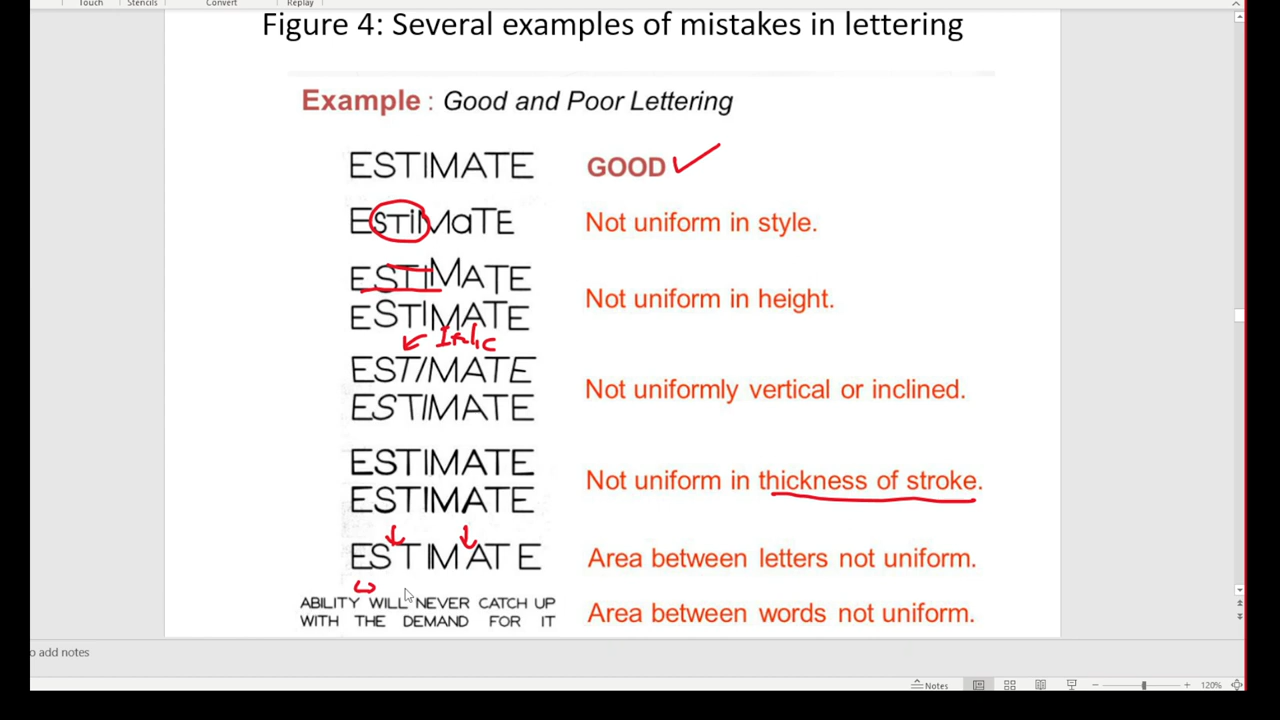 Touch Stencils Convert Replay
Figure 4: Several examples of mistakes in lettering
Example : Good and Poor Lettering
ESTIMATE GOOD
ESTiMaTE Not uniform in style.
ESTIMATE
ESTIMATE
Not uniform in height.
Italic
ESTIMATE
ESTIMATE
Not uniformly vertical or inclined.
ESTIMATE
ESTIMATE
Not uniform in thickness of stroke.
ESTIMATE Area between letters not uniform.
ABILITY WILL NEVER CATCH UP
WITH THE DEMAND FOR IT
Area between words not uniform.
o add notes
Notes 120%